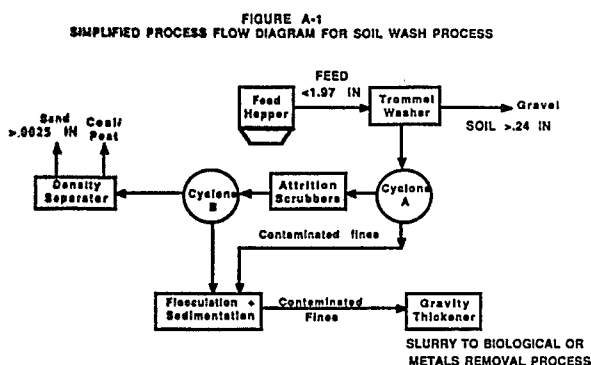 FIGURE A-1
SIMPLIFIED PROCESS FLOW DIAGRAM FOR SOIL WASH PROCESS
FEED
<1.97 IN
Feed
Hopper
Trommel
Washer
Gravel
SOIL >.24 IN
Sand
>.0025 IN
Coal/
Peat
Density
Separator
Cyclone
B
Attrition
Scrubbers
Cyclone
A
Contaminated fines
Flocculation +
Sedimentation
Contaminated
Fines
Gravity
Thickener
SLURRY TO BIOLOGICAL OR
METALS REMOVAL PROCESS